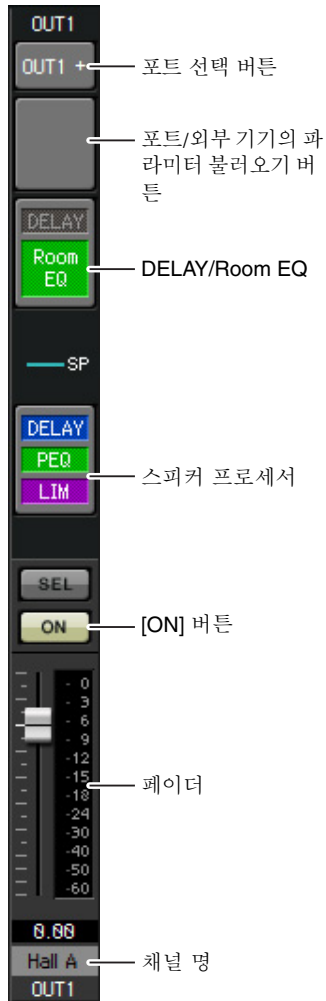 OUT1
OUT1 +
포트 선택 버튼
포트/외부 기기의 파
라미터 불러오기 버
튼
DELAY
Room
EQ
DELAY/Room EQ
SP
DELAY
PEQ
LIM
스피커 프로세서
SEL
ON
[ON] 버튼
- 0
- 3
- 6
- 9
-12
-15
-18
-24
-30
-40
-50
-60
페이더
0.00
Hall A
채널 명
OUT1